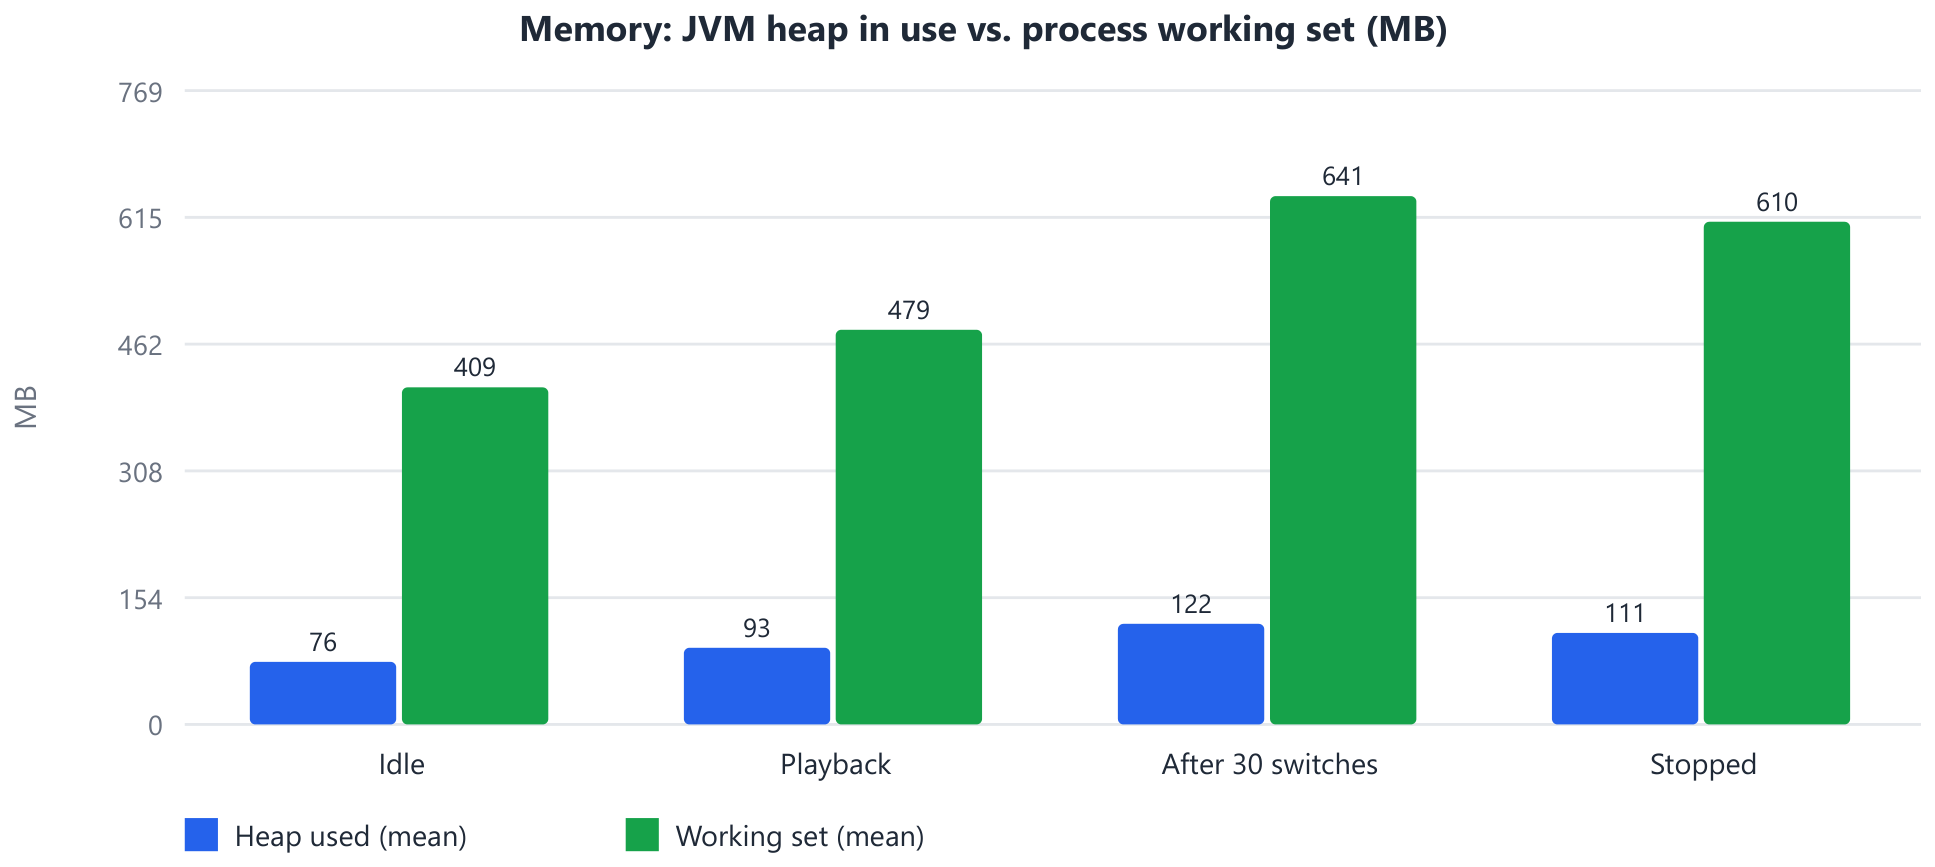 Memory: JVM heap in use vs. process working set (MB)
769
615
462
308
154
0
MB
76
409
93
479
122
641
111
610
Idle
Playback
After 30 switches
Stopped
Heap used (mean)
Working set (mean)